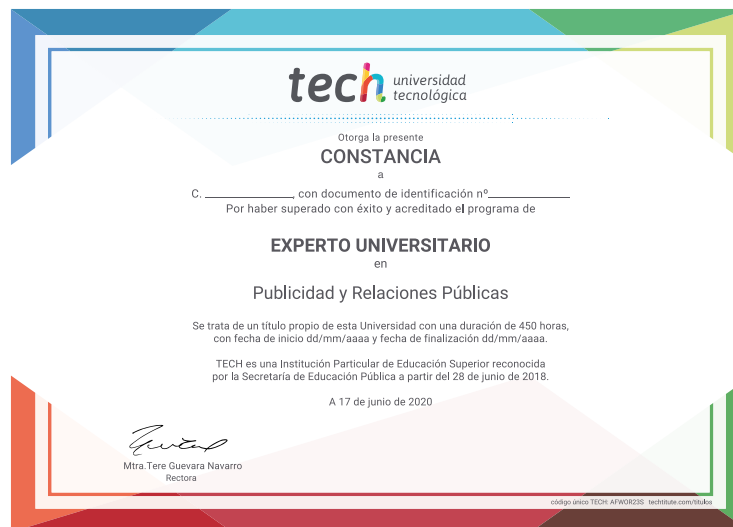 tech universidad
tecnológica
Otorga la presente
CONSTANCIA
a
C. ________________, con documento de identificación nº______________
Por haber superado con éxito y acreditado el programa de
EXPERTO UNIVERSITARIO
en
Publicidad y Relaciones Públicas
Se trata de un título propio de esta Universidad con una duración de 450 horas,
con fecha de inicio dd/mm/aaaa y fecha de finalización dd/mm/aaaa.
TECH es una Institución Particular de Educación Superior reconocida
por la Secretaría de Educación Pública a partir del 28 de junio de 2018.
A 17 de junio de 2020
Mtra.Tere Guevara Navarro
Rectora
código único TECH: AFWOR23S techtitute.com/titulos